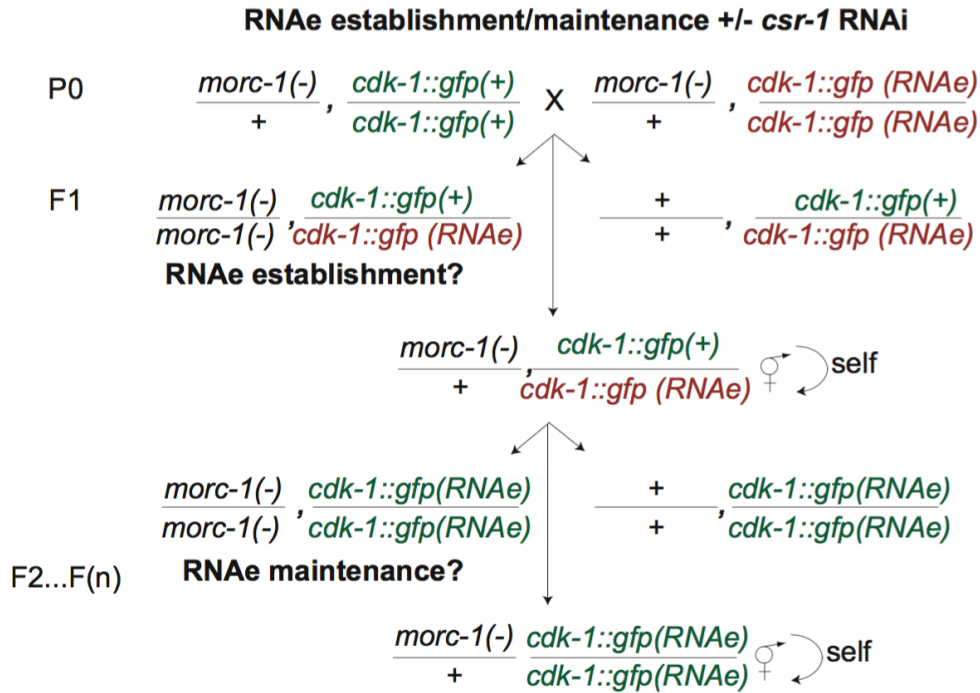 RNAe establishment/maintenance +/- csr-1 RNAi
P0
morc-1(-) , cdk-1::gfp(+) X morc-1(-) , cdk-1::gfp (RNAe)
+ cdk-1::gfp(+) + cdk-1::gfp (RNAe)
F1
morc-1(-) , cdk-1::gfp(+) + , cdk-1::gfp(+)
morc-1(-) cdk-1::gfp (RNAe) + cdk-1::gfp (RNAe)
RNAe establishment?
morc-1(-) , cdk-1::gfp(+) ⚥ self
+ cdk-1::gfp (RNAe)
morc-1(-) , cdk-1::gfp(RNAe) + , cdk-1::gfp(RNAe)
morc-1(-) cdk-1::gfp(RNAe) + cdk-1::gfp(RNAe)
F2...F(n)
RNAe maintenance?
morc-1(-) cdk-1::gfp(RNAe) ⚥ self
+ cdk-1::gfp(RNAe)